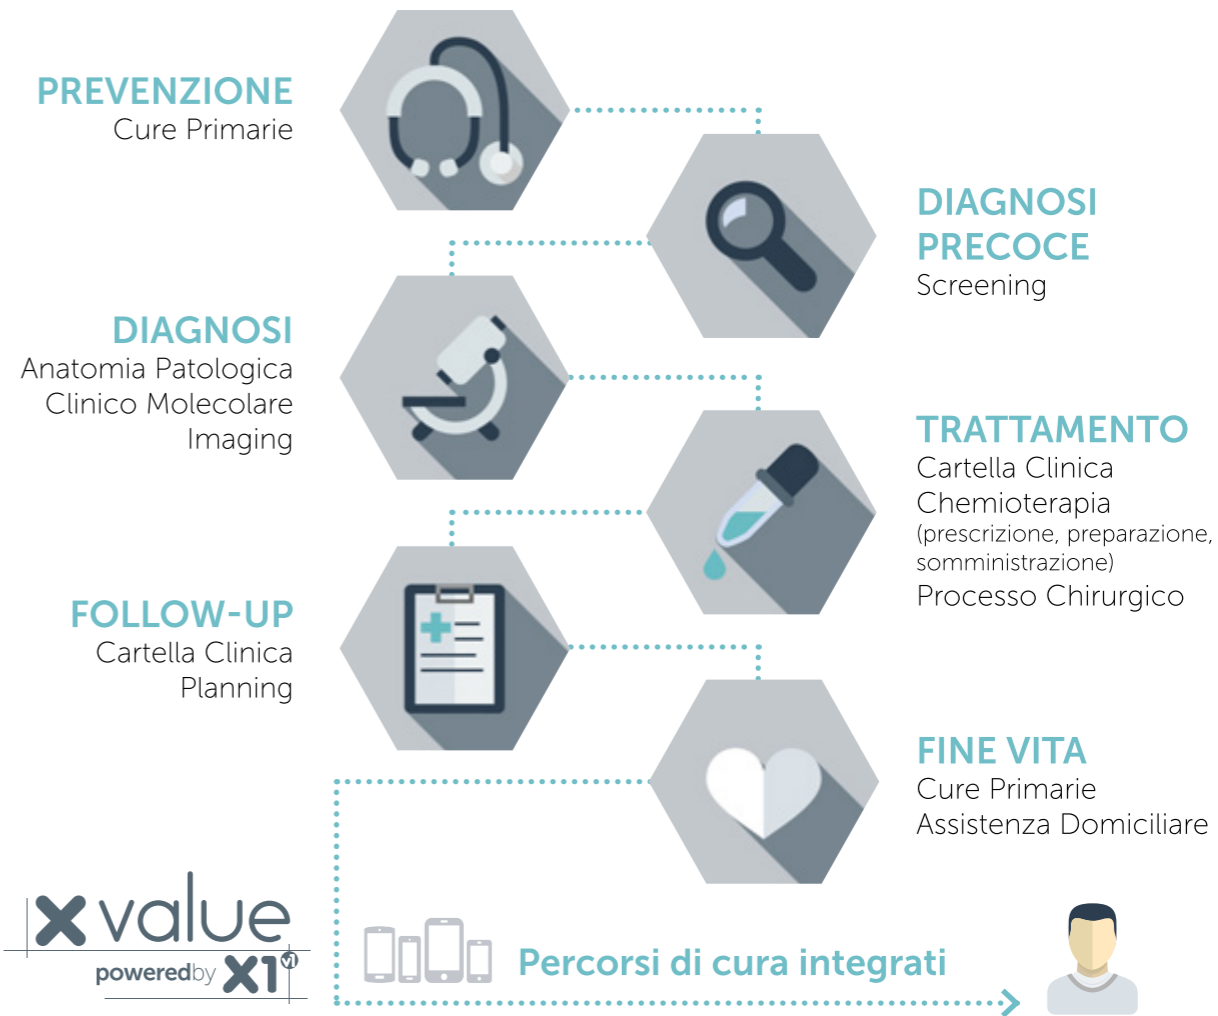 PREVENZIONE
Cure Primarie
DIAGNOSI
PRECOCE
Screening
DIAGNOSI
Anatomia Patologica
Clinico Molecolare
Imaging
TRATTAMENTO
Cartella Clinica
Chemioterapia
(prescrizione, preparazione,
somministrazione)
Processo Chirurgico
FOLLOW-UP
Cartella Clinica
Planning
FINE VITA
Cure Primarie
Assistenza Domiciliare
x value
poweredby X1 v1
Percorsi di cura integrati